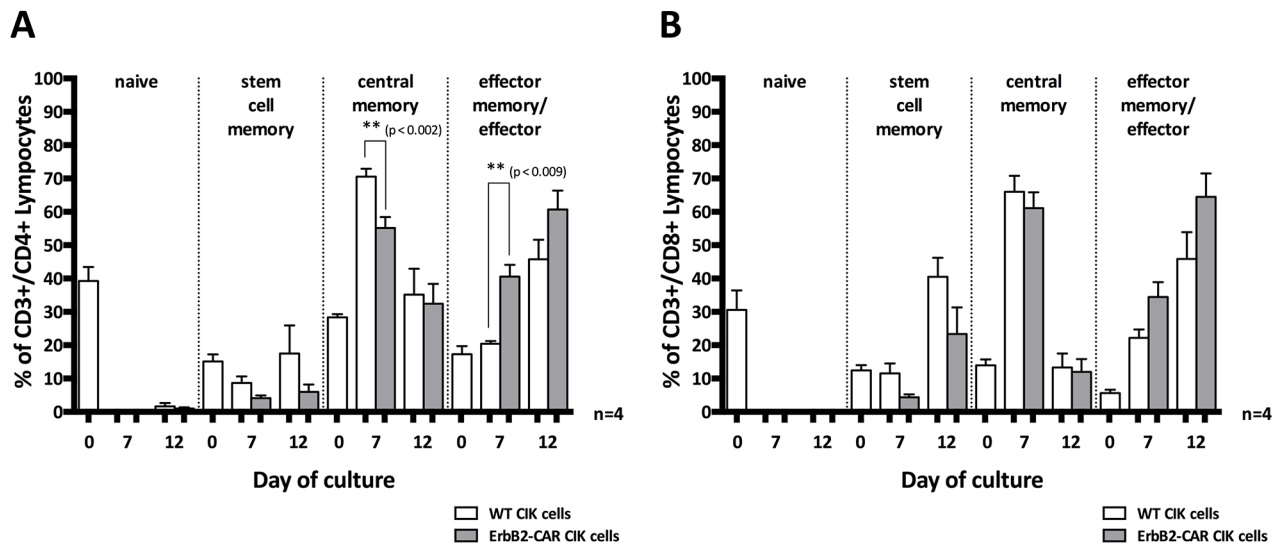 A
% of CD3+/CD4+ Lympocytes
100
90
80
70
60
50
40
30
20
10
0
naive
stem
cell
memory
central
memory
effector
memory/
effector
** (p < 0.002)
** (p < 0.009)
0 7 12 0 7 12 0 7 12 0 7 12
n=4
Day of culture
WT CIK cells
ErbB2-CAR CIK cells
B
% of CD3+/CD8+ Lympocytes
100
90
80
70
60
50
40
30
20
10
0
naive
stem
cell
memory
central
memory
effector
memory/
effector
0 7 12 0 7 12 0 7 12 0 7 12
n=4
Day of culture
WT CIK cells
ErbB2-CAR CIK cells